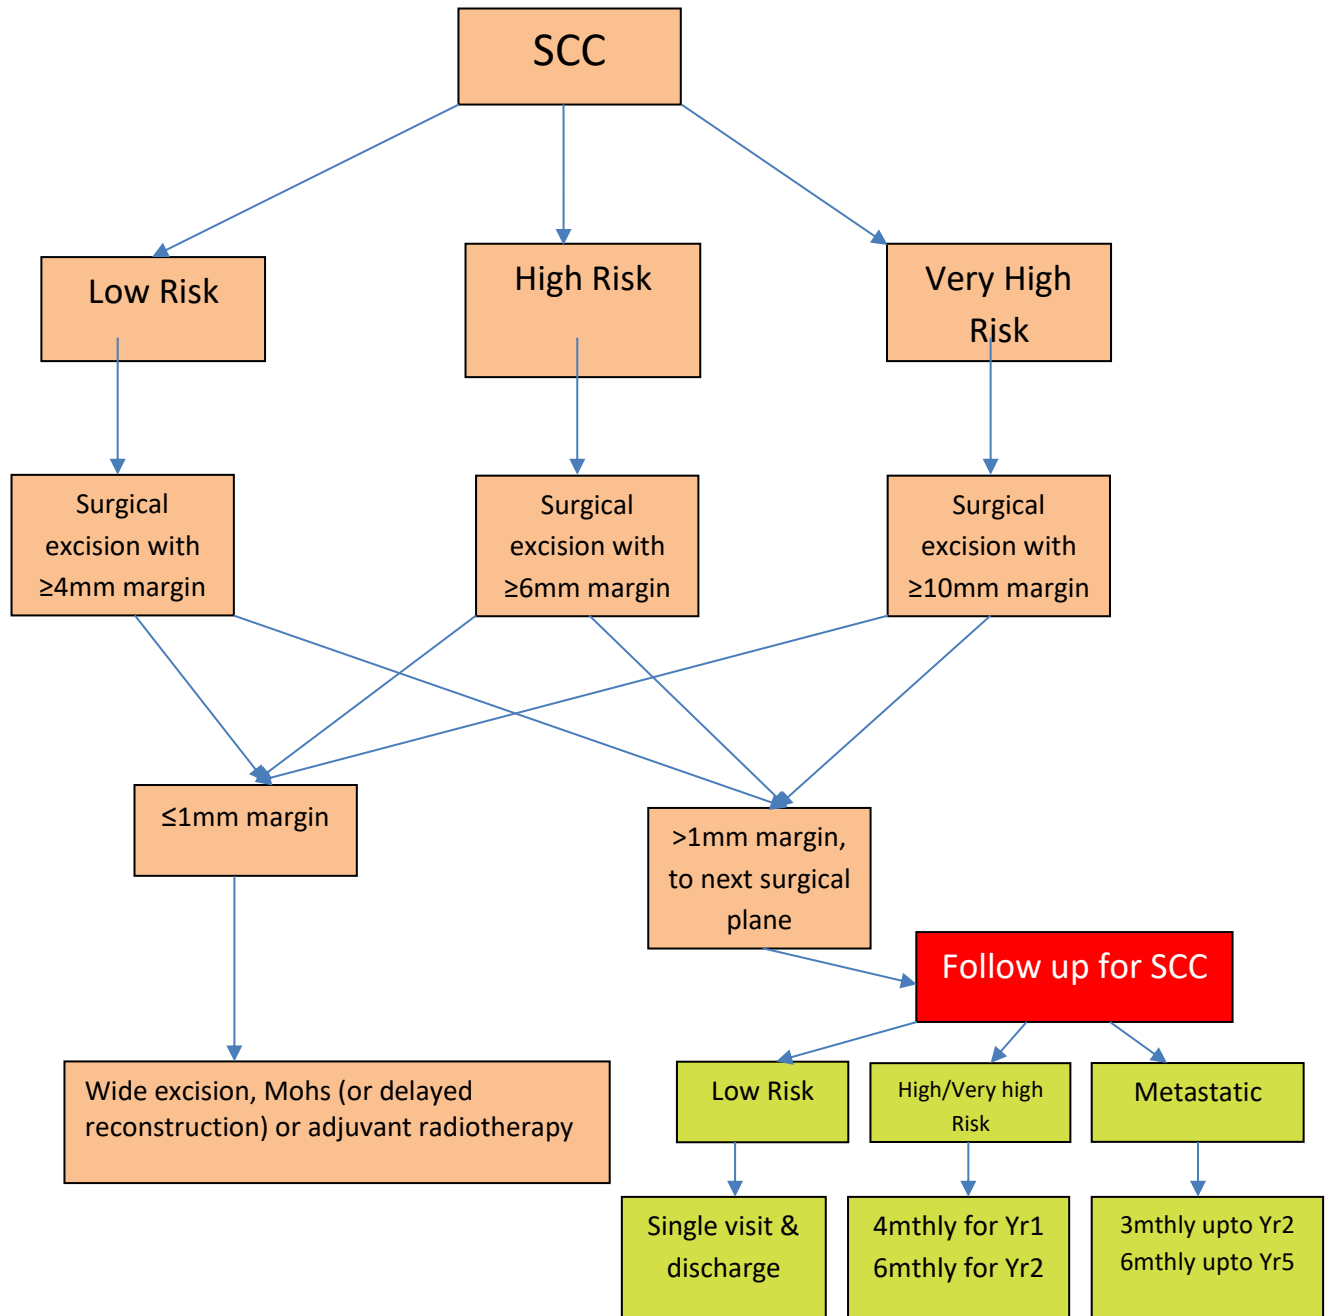 SCC
Low Risk
High Risk
Very High
Risk
Surgical
excision with
≥4mm margin
Surgical
excision with
≥6mm margin
Surgical
excision with
≥10mm margin
≤1mm margin
>1mm margin,
to next surgical
plane
Follow up for SCC
Wide excision, Mohs (or delayed
reconstruction) or adjuvant radiotherapy
Low Risk
High/Very high
Risk
Metastatic
Single visit &
discharge
4mthly for Yr1
6mthly for Yr2
3mthly upto Yr2
6mthly upto Yr5